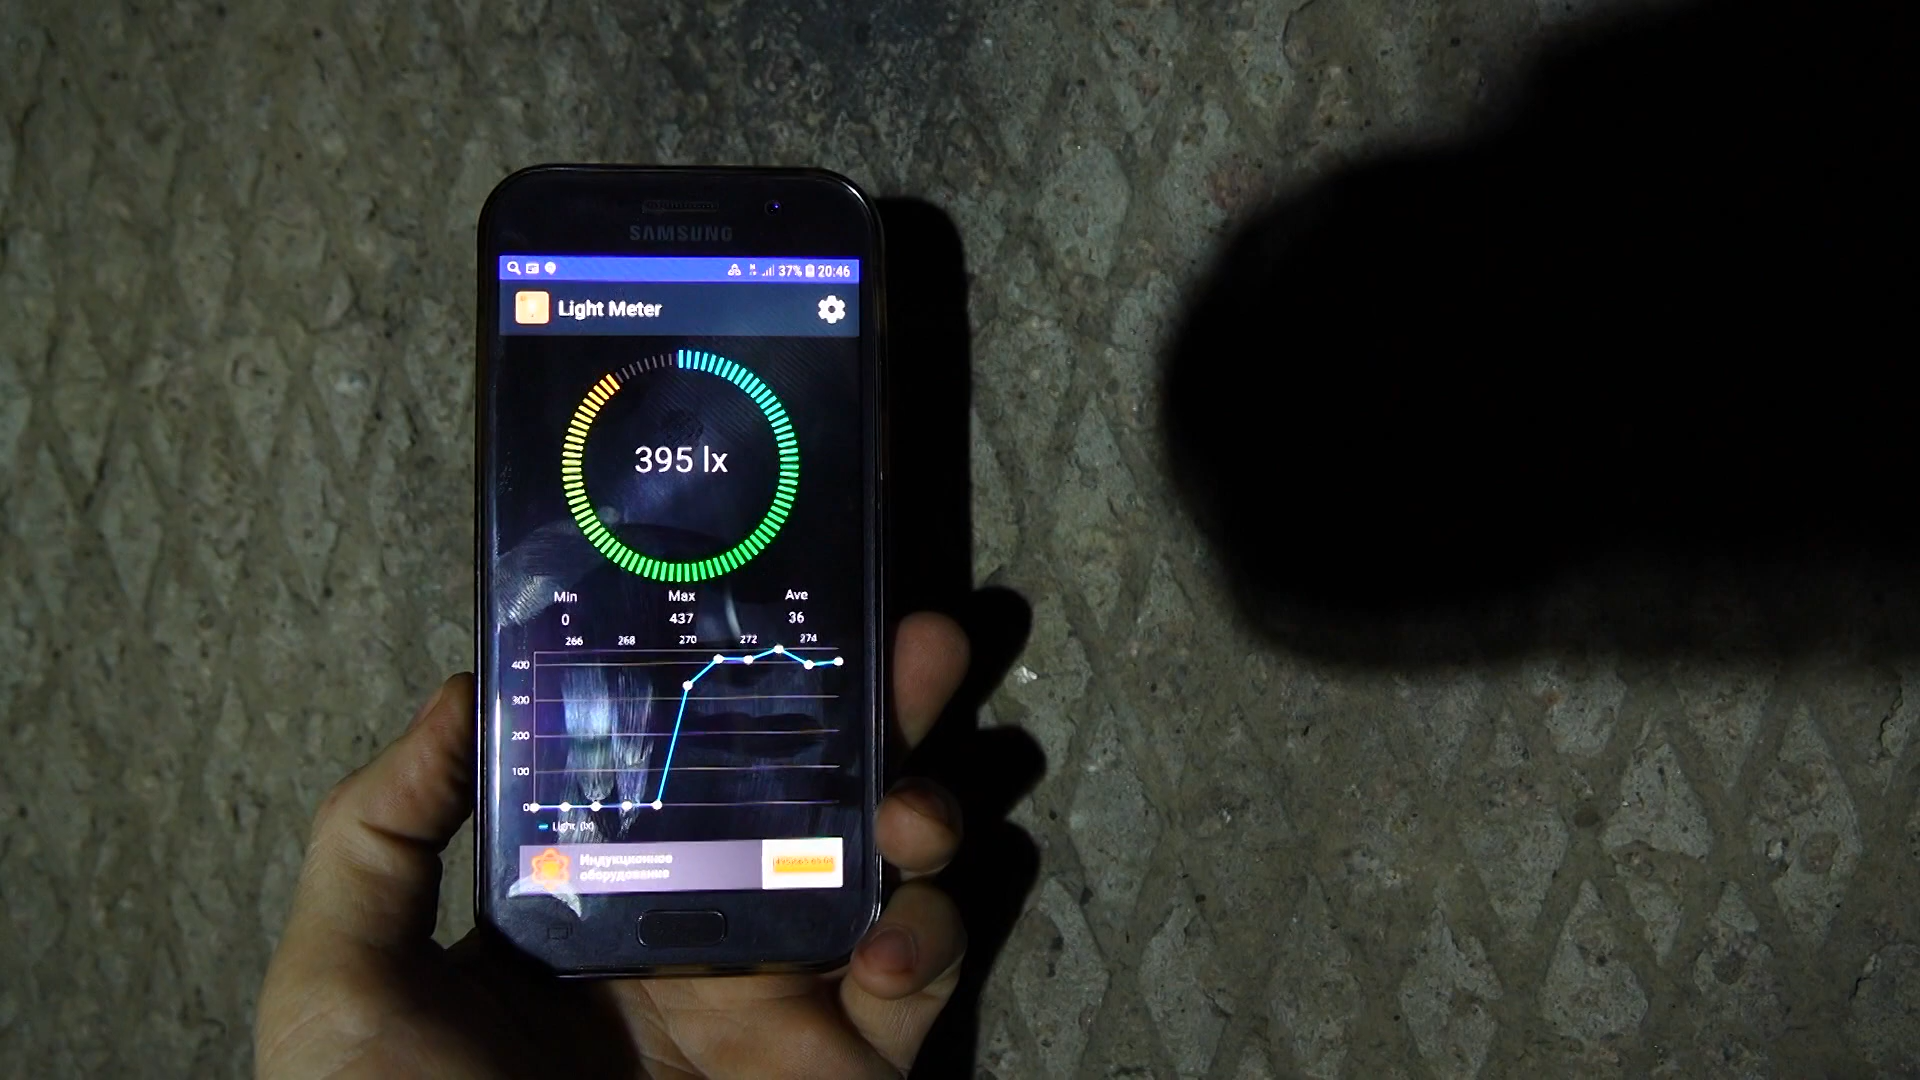 SAMSUNG
37% 20:46
Light Meter
395 lx
Min Max Ave
0 437 36
266 268 270 272 274
400
300
200
100
0
Light (lx)
Индукционное
оборудование